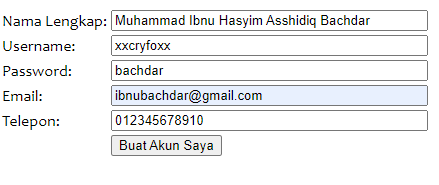 Nama Lengkap: Muhammad Ibnu Hasyim Asshidiq Bachdar
Username: xxcryfoxx
Password: bachdar
Email: ibnubachdar@gmail.com
Telepon: 012345678910
Buat Akun Saya